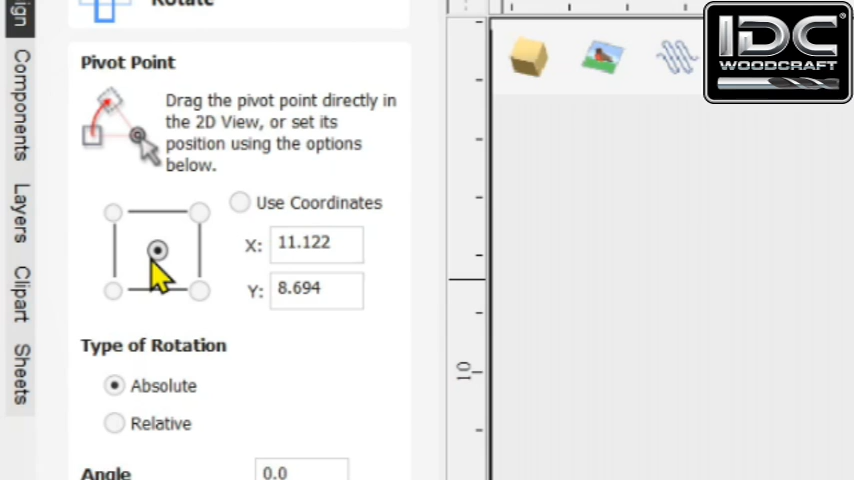 Rotate
IDC
WOODCRAFT
Pivot Point
Drag the pivot point directly in
the 2D View, or set its
position using the options
below.
Use Coordinates
X: 11.122
Y: 8.694
Type of Rotation
Absolute
Relative
Angle 0.0
Components
Layers
Clipart
Sheets
10